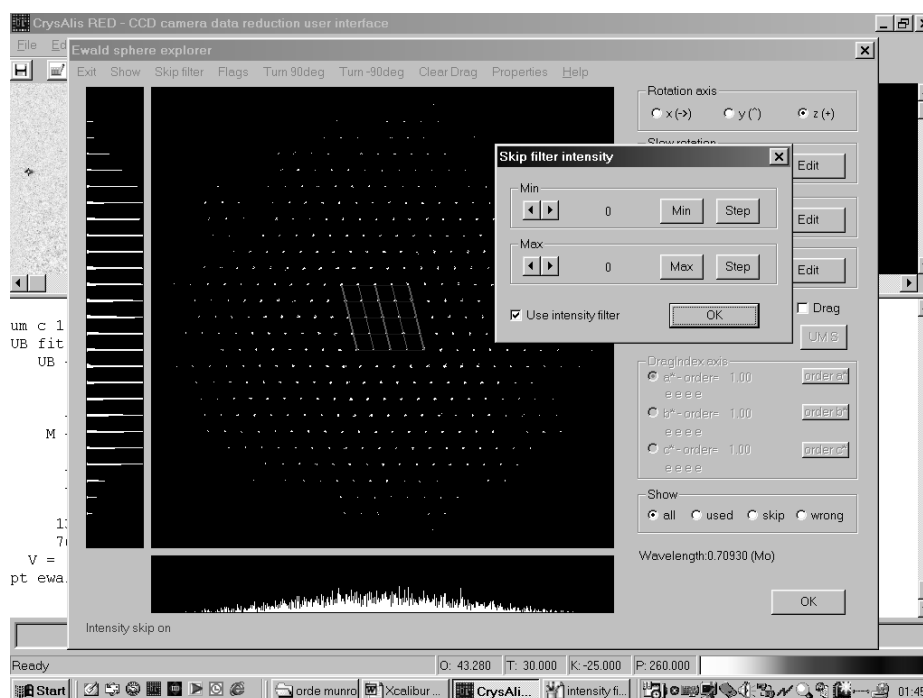 CrysAlis RED - CCD camera data reduction user interface
File Ed
Ewald sphere explorer
Exit Show Skip filter Flags Turn 90deg Turn -90deg Clear Drag Properties Help
Rotation axis
x (->) y (^) z (+)
Slow rotation
Edit
Edit
Edit
Skip filter intensity
Min
0 Min Step
Max
0 Max Step
Use intensity filter OK
Drag
UM S
um c 1
UB fit
UB -
M -
V =
pt ewa
DragIndex axis
a*-order= 1.00 order a*
e e e e
b*-order= 1.00 order b*
e e e e
c*-order= 1.00 order c*
e e e e
Show
all used skip wrong
Wavelength:0.70930 (Mo)
OK
Intensity skip on
Ready O: 43.280 T: 30.000 K:-25.000 P: 260.000
Start orde munro Xcalibur ... CrysAli... intensity fi...